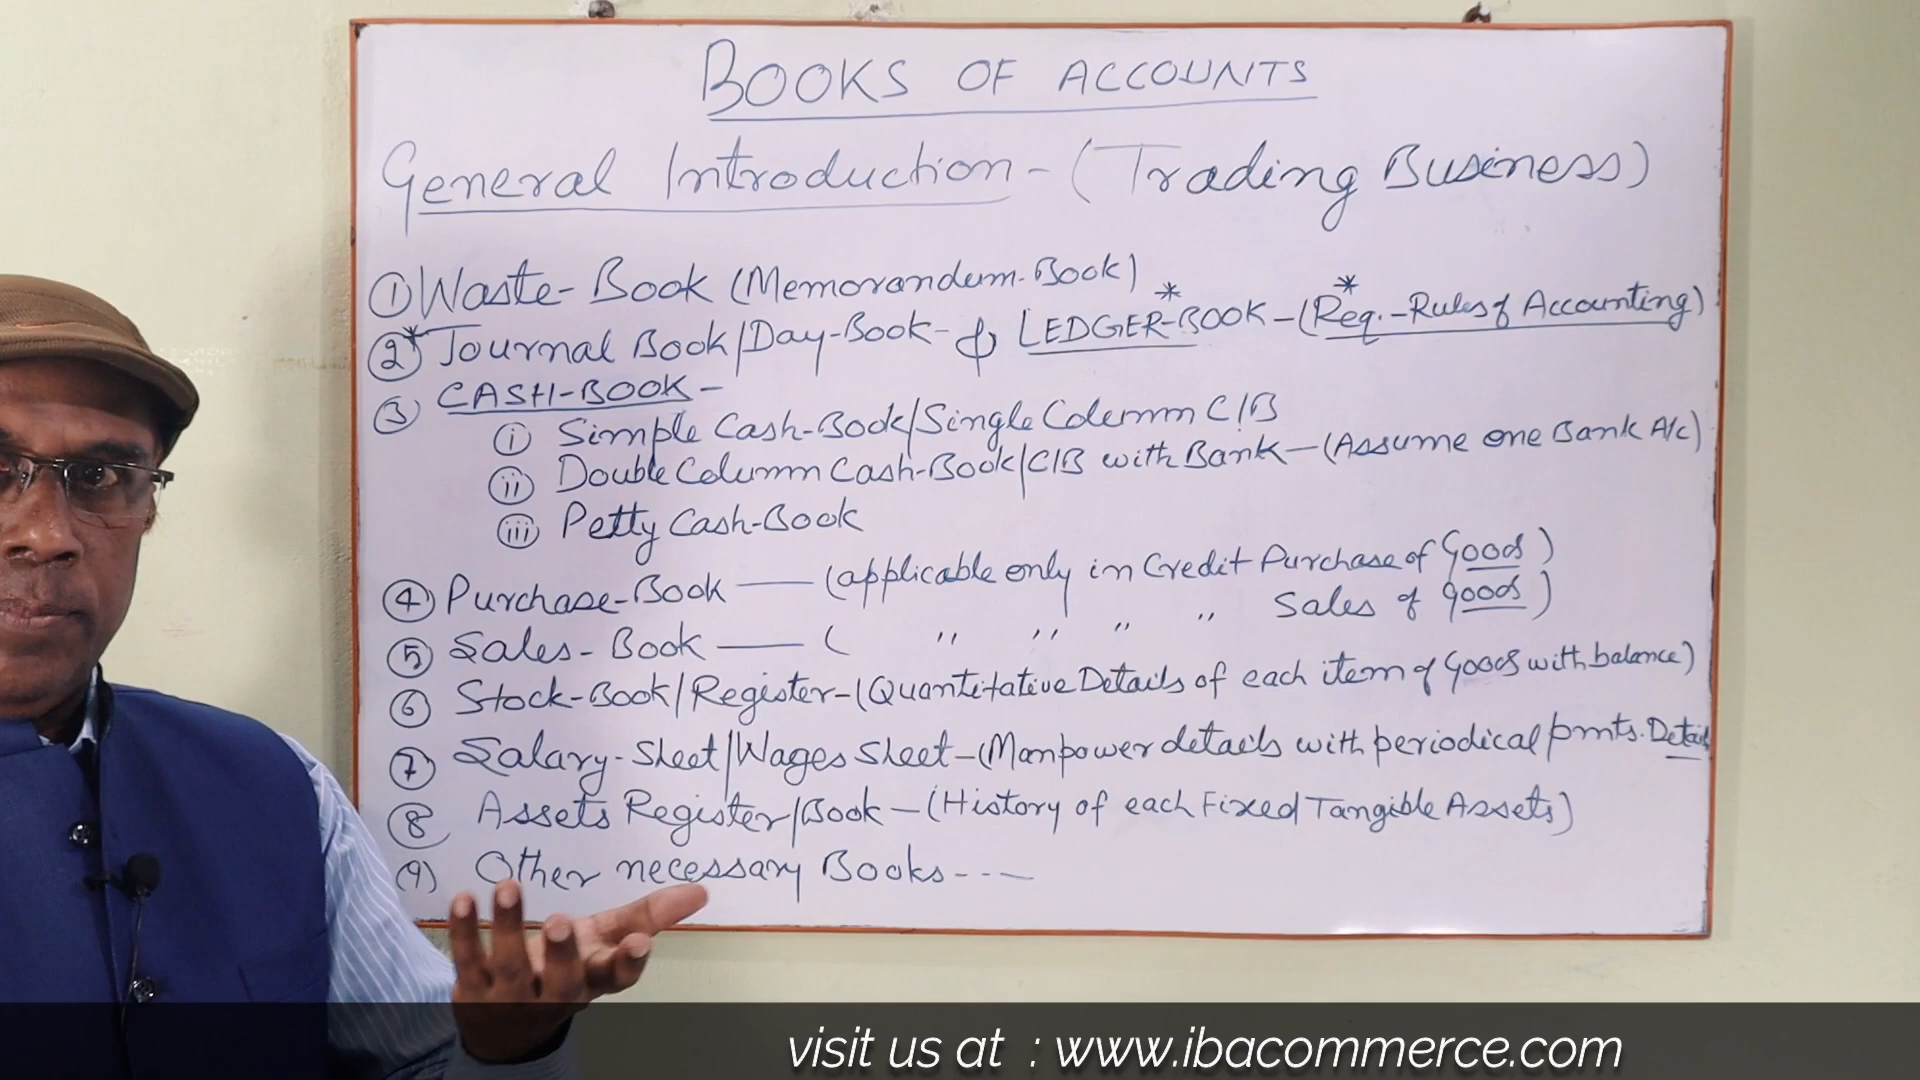 BOOKS OF ACCOUNTS
General Introduction - (Trading Business)
① Waste-Book (Memorandum-Book)
②* Journal Book/Day-Book - & LEDGER-BOOK* - (Req.* - Rules of Accounting)
③ CASH-BOOK -
(i) Simple Cash-Book/Single Column C/B
(ii) Double Column Cash-Book/C/B with Bank - (Assume one Bank A/c)
(iii) Petty Cash-Book
④ Purchase-Book — (applicable only in Credit Purchase of Goods)
⑤ Sales-Book — ( " " " " Sales of goods)
⑥ Stock-Book/Register - (Quantitative Details of each item of Goods with balance)
⑦ Salary-Sheet/Wages Sheet - (Manpower details with periodical pmts. Details
⑧ Assets Register/Book - (History of each Fixed Tangible Assets)
⑨ Other necessary Books - - -
visit us at : www.ibacommerce.com